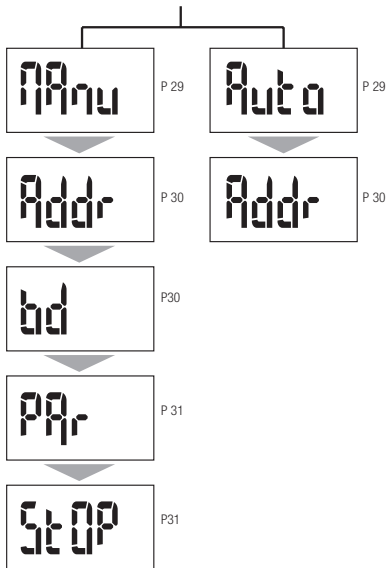 MAnu P 29 Auto P 29
Addr P 30 Addr P 30
bd P30
PAr P 31
StOP P31